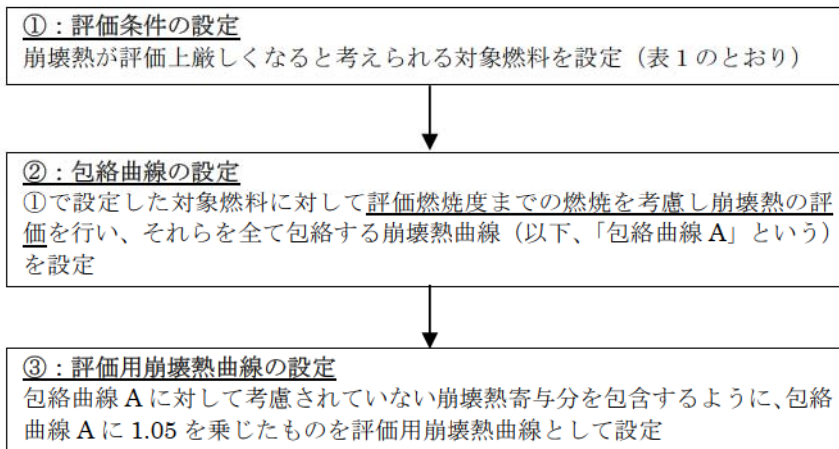 ①：評価条件の設定
崩壊熱が評価上厳しくなると考えられる対象燃料を設定（表 1 のとおり）
②：包絡曲線の設定
①で設定した対象燃料に対して評価燃焼度までの燃焼を考慮し崩壊熱の評
価を行い、それらを全て包絡する崩壊熱曲線（以下、「包絡曲線 A」という）
を設定
③：評価用崩壊熱曲線の設定
包絡曲線 A に対して考慮されていない崩壊熱寄与分を包含するように、包絡
曲線 A に 1.05 を乗じたものを評価用崩壊熱曲線として設定